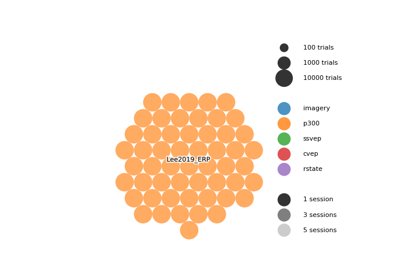 100 trials
1000 trials
10000 trials
imagery
p300
ssvep
cvep
rstate
1 session
3 sessions
5 sessions
Lee2019_ERP